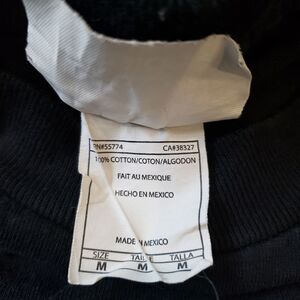 RN#55774 CA#38327
100% COTTON/COTON/ALGODON
FAIT AU MEXIQUE
HECHO EN MEXICO
MADE IN MEXICO
SIZE TAILLE TALLA
M M M